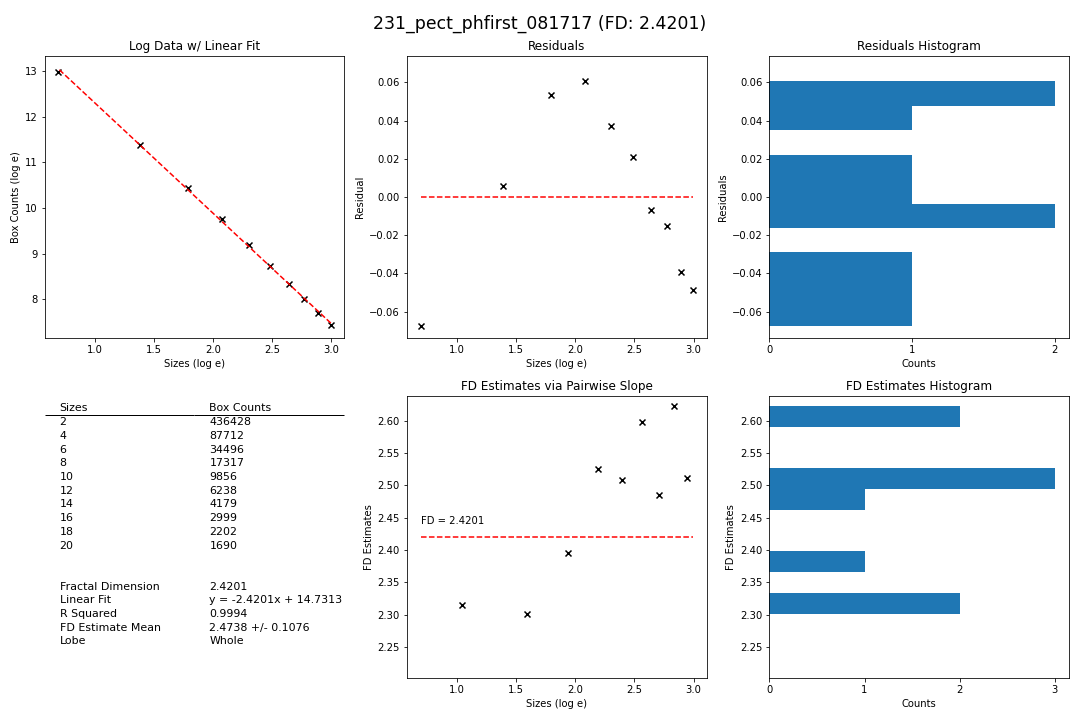 231_pect_phfirst_081717 (FD: 2.4201)
Log Data w/ Linear Fit
Box Counts (log e)
13
12
11
10
9
8
1.0 1.5 2.0 2.5 3.0
Sizes (log e)
Residuals
Residual
0.06
0.04
0.02
0.00
−0.02
−0.04
−0.06
1.0 1.5 2.0 2.5 3.0
Sizes (log e)
Residuals Histogram
Residuals
0.06
0.04
0.02
0.00
−0.02
−0.04
−0.06
0 1 2
Counts
Sizes Box Counts
2 436428
4 87712
6 34496
8 17317
10 9856
12 6238
14 4179
16 2999
18 2202
20 1690
Fractal Dimension 2.4201
Linear Fit y = -2.4201x + 14.7313
R Squared 0.9994
FD Estimate Mean 2.4738 +/- 0.1076
Lobe Whole
FD Estimates via Pairwise Slope
FD Estimates
2.60
2.55
2.50
2.45
2.40
2.35
2.30
2.25
FD = 2.4201
1.0 1.5 2.0 2.5 3.0
Sizes (log e)
FD Estimates Histogram
FD Estimates
2.60
2.55
2.50
2.45
2.40
2.35
2.30
2.25
0 1 2 3
Counts